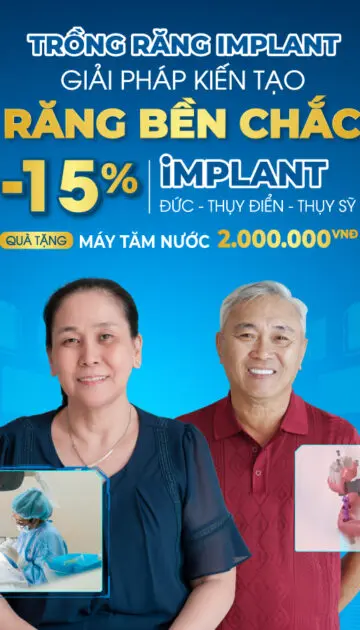 TRỒNG RĂNG IMPLANT
GIẢI PHÁP KIẾN TẠO
RĂNG BỀN CHẮC
-15%
iMPLANT
ĐỨC - THỤY ĐIỂN - THỤY SỸ
QUÀ TẶNG MÁY TĂM NƯỚC 2.000.000VNĐ